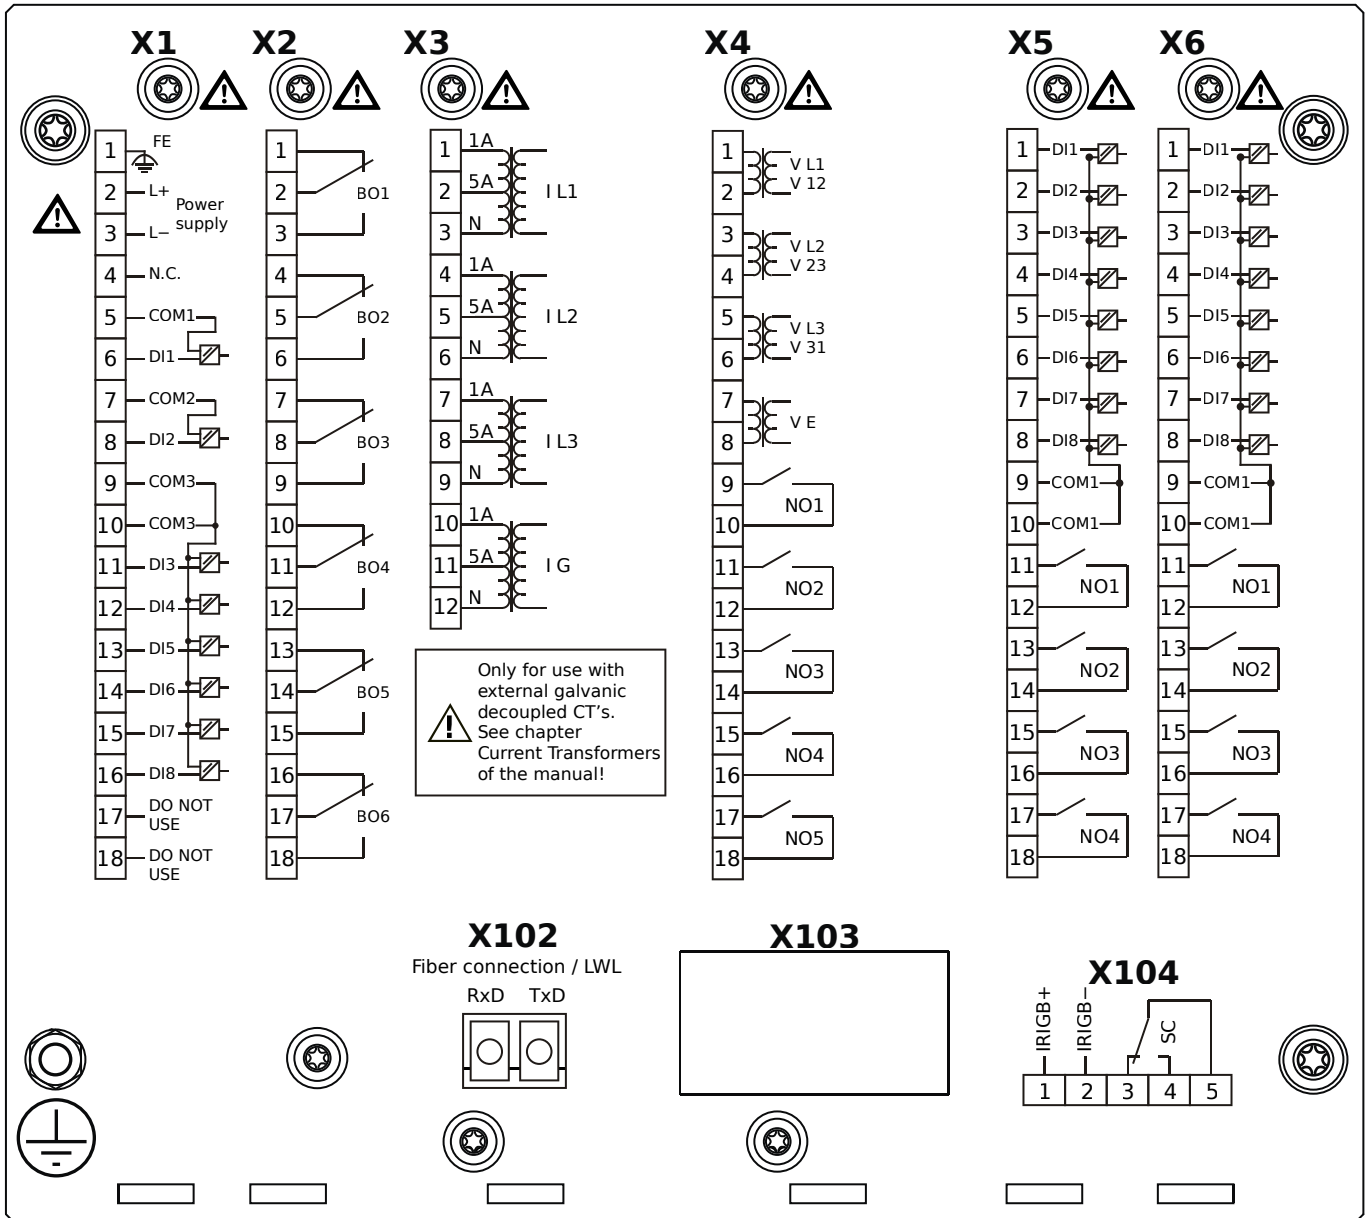 X1 X2 X3 X4 X5 X6
1 FE
2 L+
Power
supply
3 L−
4 N.C.
5 COM1
6 DI1
7 COM2
8 DI2
9 COM3
10 COM3
11 DI3
12 DI4
13 DI5
14 DI6
15 DI7
16 DI8
17 DO NOT
USE
18 DO NOT
USE
1
2 BO1
3
4
5 BO2
6
7
8 BO3
9
10
11 BO4
12
13
14 BO5
15
16
17 BO6
18
1 1A
2 5A I L1
3 N
4 1A
5 5A I L2
6 N
7 1A
8 5A I L3
9 N
10 1A
11 5A I G
12 N
Only for use with
external galvanic
decoupled CT's.
See chapter
Current Transformers
of the manual!
1 V L1
2 V 12
3 V L2
4 V 23
5 V L3
6 V 31
7 V E
8
9 NO1
10
11 NO2
12
13 NO3
14
15 NO4
16
17 NO5
18
1 DI1
2 DI2
3 DI3
4 DI4
5 DI5
6 DI6
7 DI7
8 DI8
9 COM1
10 COM1
11 NO1
12
13 NO2
14
15 NO3
16
17 NO4
18
1 DI1
2 DI2
3 DI3
4 DI4
5 DI5
6 DI6
7 DI7
8 DI8
9 COM1
10 COM1
11 NO1
12
13 NO2
14
15 NO3
16
17 NO4
18
X102
Fiber connection / LWL
RxD TxD
X103
X104
IRIGB+ IRIGB− SC
1 2 3 4 5